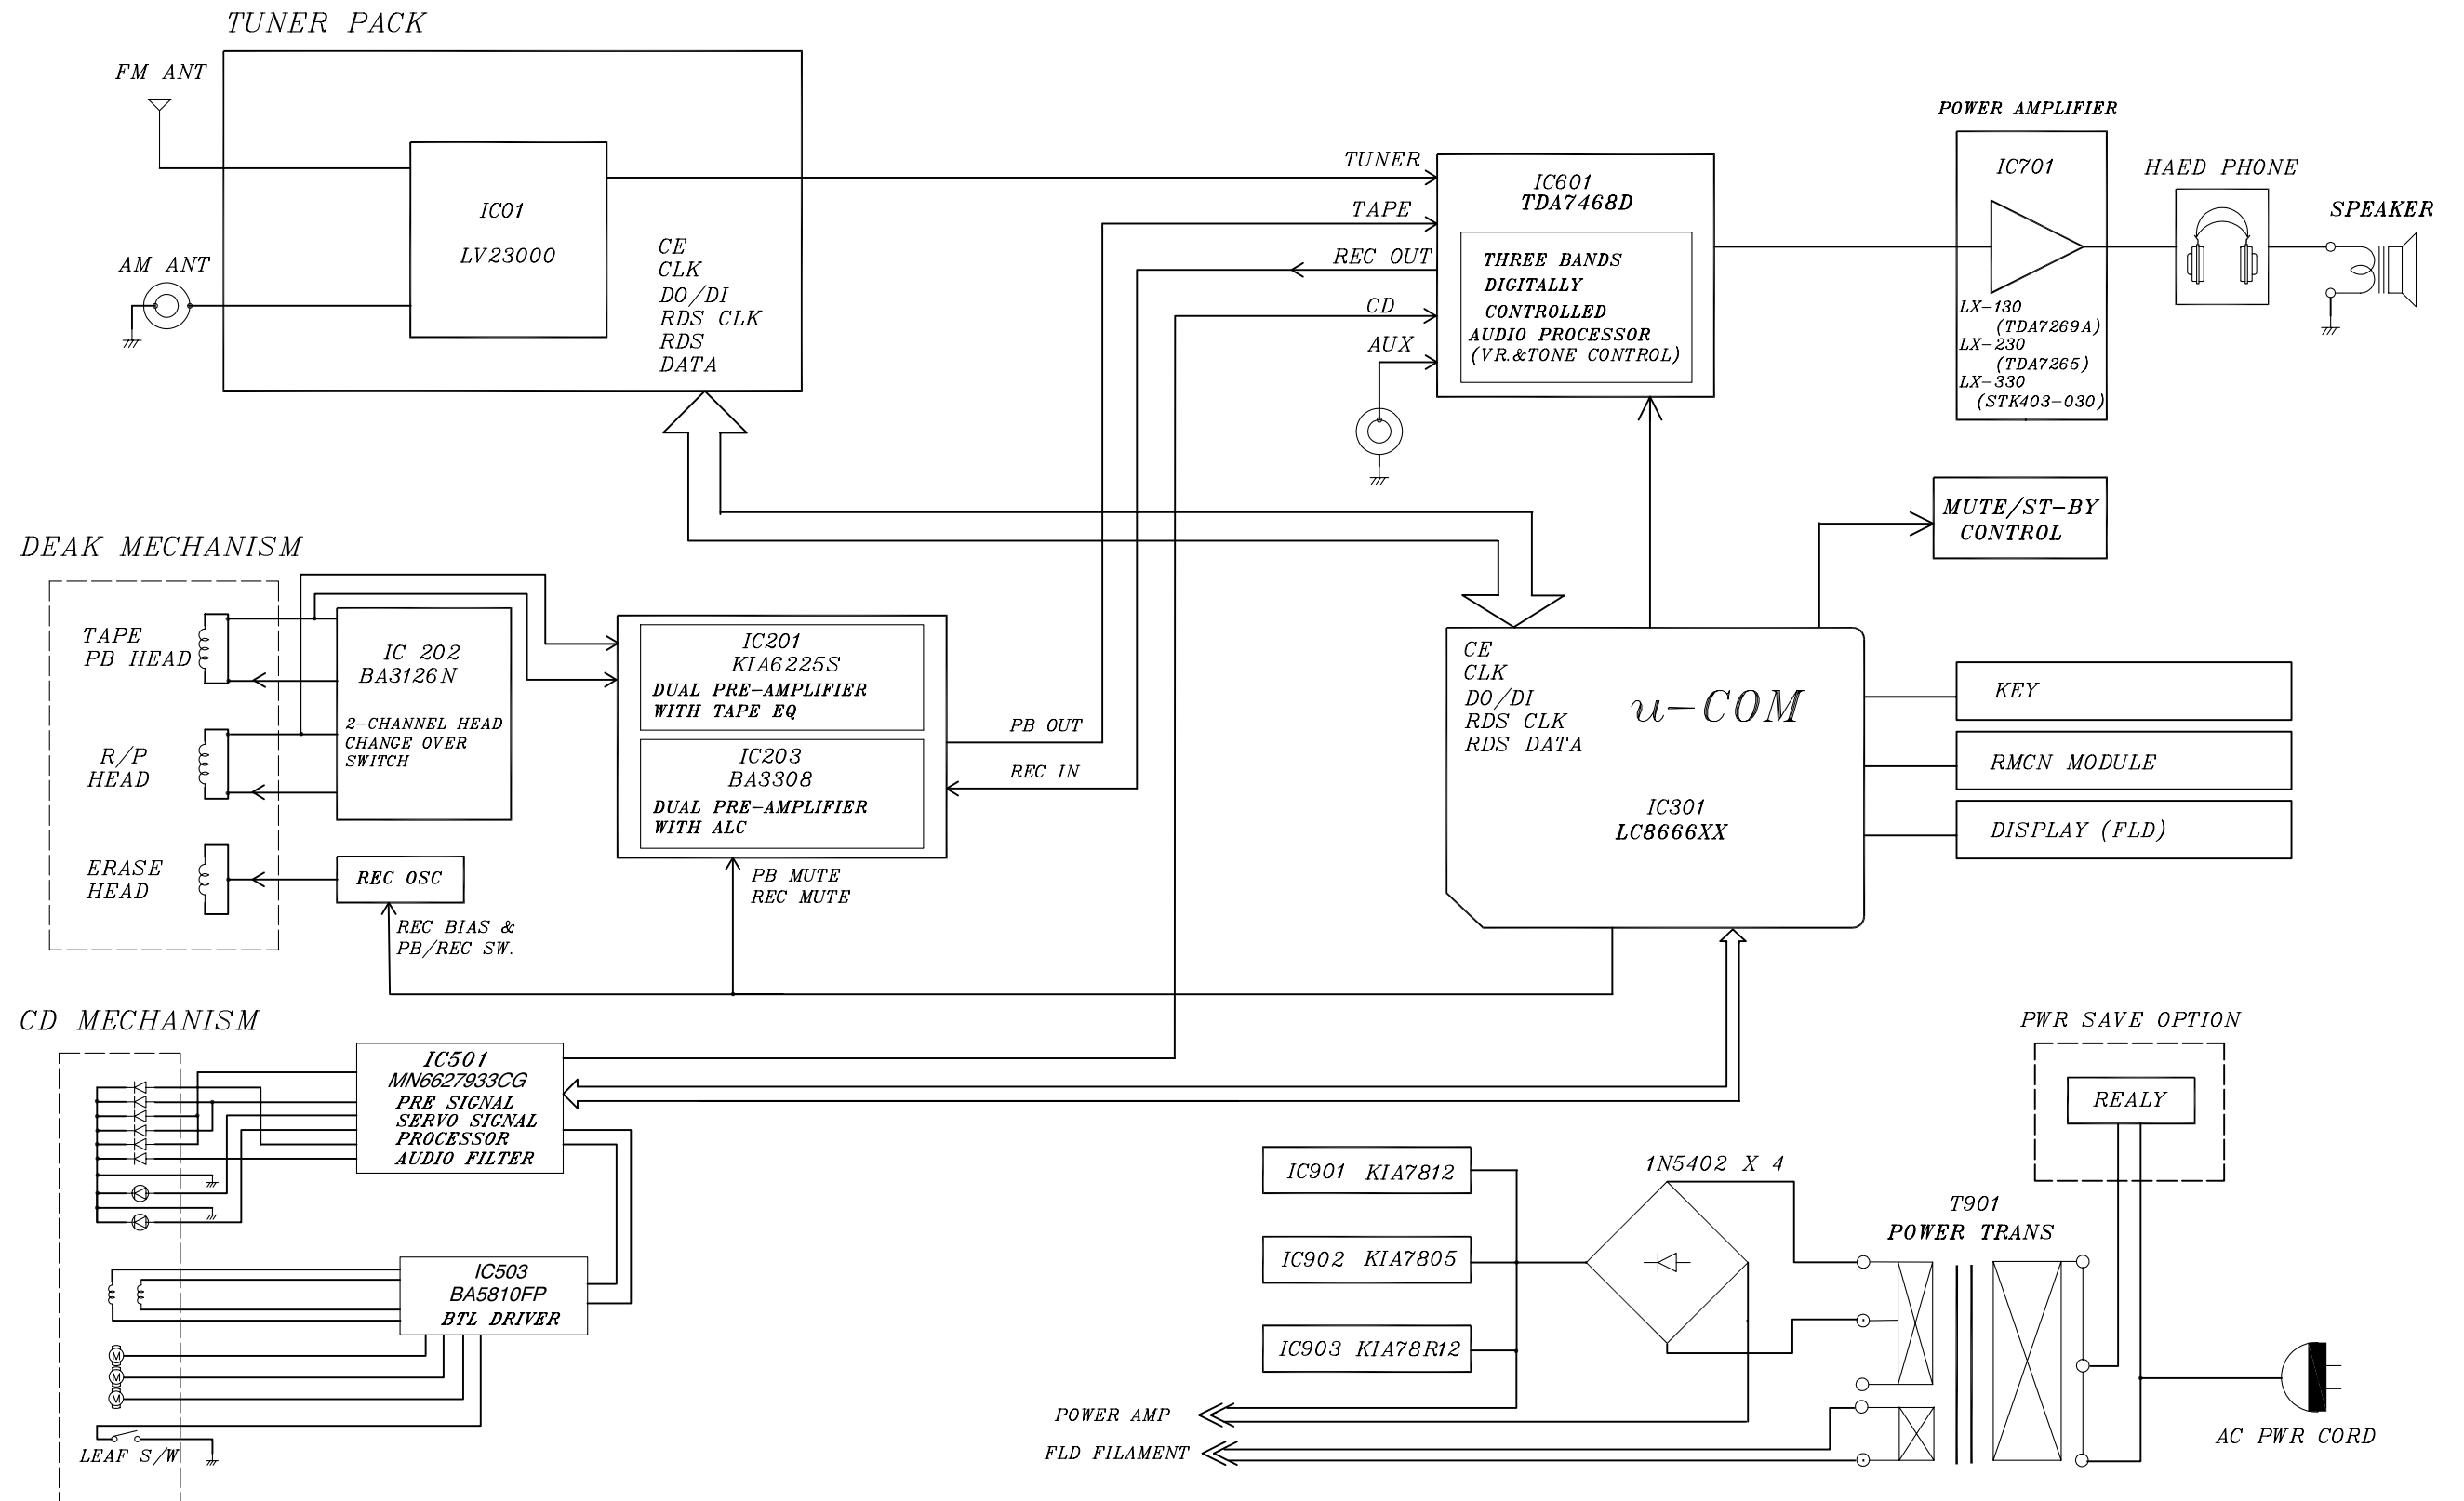 TUNER PACK
FM ANT
AM ANT
IC01
LV23000
CE
CLK
DO/DI
RDS CLK
RDS
DATA
TUNER
TAPE
REC OUT
CD
AUX
IC601
TDA7468D
THREE BANDS
DIGITALLY
CONTROLLED
AUDIO PROCESSOR
(VR.&TONE CONTROL)
POWER AMPLIFIER
IC701
LX-130
(TDA7269A)
LX-230
(TDA7265)
LX-330
(STK403-030)
HAED PHONE
SPEAKER
MUTE/ST-BY
CONTROL
DEAK MECHANISM
TAPE
PB HEAD
R/P
HEAD
ERASE
HEAD
IC 202
BA3126N
2-CHANNEL HEAD
CHANGE OVER
SWITCH
REC OSC
REC BIAS &
PB/REC SW.
IC201
KIA6225S
DUAL PRE-AMPLIFIER
WITH TAPE EQ
IC203
BA3308
DUAL PRE-AMPLIFIER
WITH ALC
PB OUT
REC IN
PB MUTE
REC MUTE
CE
CLK
DO/DI
RDS CLK
RDS DATA
u-COM
IC301
LC8666XX
KEY
RMCN MODULE
DISPLAY (FLD)
CD MECHANISM
IC501
MN6627933CG
PRE SIGNAL
SERVO SIGNAL
PROCESSOR
AUDIO FILTER
IC503
BA5810FP
BTL DRIVER
M
M
M
LEAF S/W
IC901 KIA7812
IC902 KIA7805
IC903 KIA78R12
1N5402 X 4
POWER AMP
FLD FILAMENT
T901
POWER TRANS
PWR SAVE OPTION
REALY
AC PWR CORD